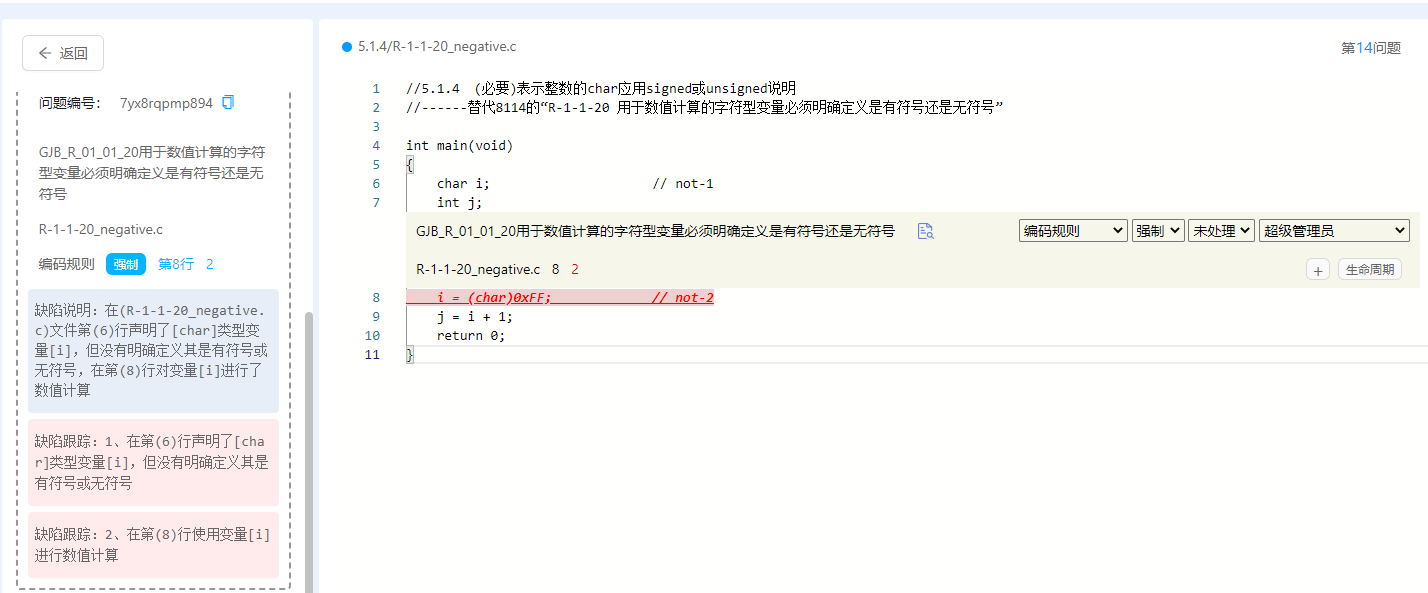 返回
问题编号： 7yx8rqpmp894
GJB_R_01_01_20用于数值计算的字符
型变量必须明确定义是有符号还是无
符号
R-1-1-20_negative.c
编码规则 强制 第8行 2
缺陷说明：在(R-1-1-20_negative.
c)文件第(6)行声明了[char]类型变
量[i]，但没有明确定义其是有符号或
无符号，在第(8)行对变量[i]进行了
数值计算
缺陷跟踪：1、在第(6)行声明了[cha
r]类型变量[i]，但没有明确定义其是
有符号或无符号
缺陷跟踪：2、在第(8)行使用变量[i]
进行数值计算
5.1.4/R-1-1-20_negative.c
第14问题
1 //5.1.4 （必要)表示整数的char应用signed或unsigned说明
2 //------替代8114的“R-1-1-20 用于数值计算的字符型变量必须明确定义是有符号还是无符号”
3
4 int main(void)
5 {
6 char i; // not-1
7 int j;
GJB_R_01_01_20用于数值计算的字符型变量必须明确定义是有符号还是无符号 编码规则 强制 未处理 超级管理员
R-1-1-20_negative.c 8 2 + 生命周期
8 i = (char)0xFF; // not-2
9 j = i + 1;
10 return 0;
11 }